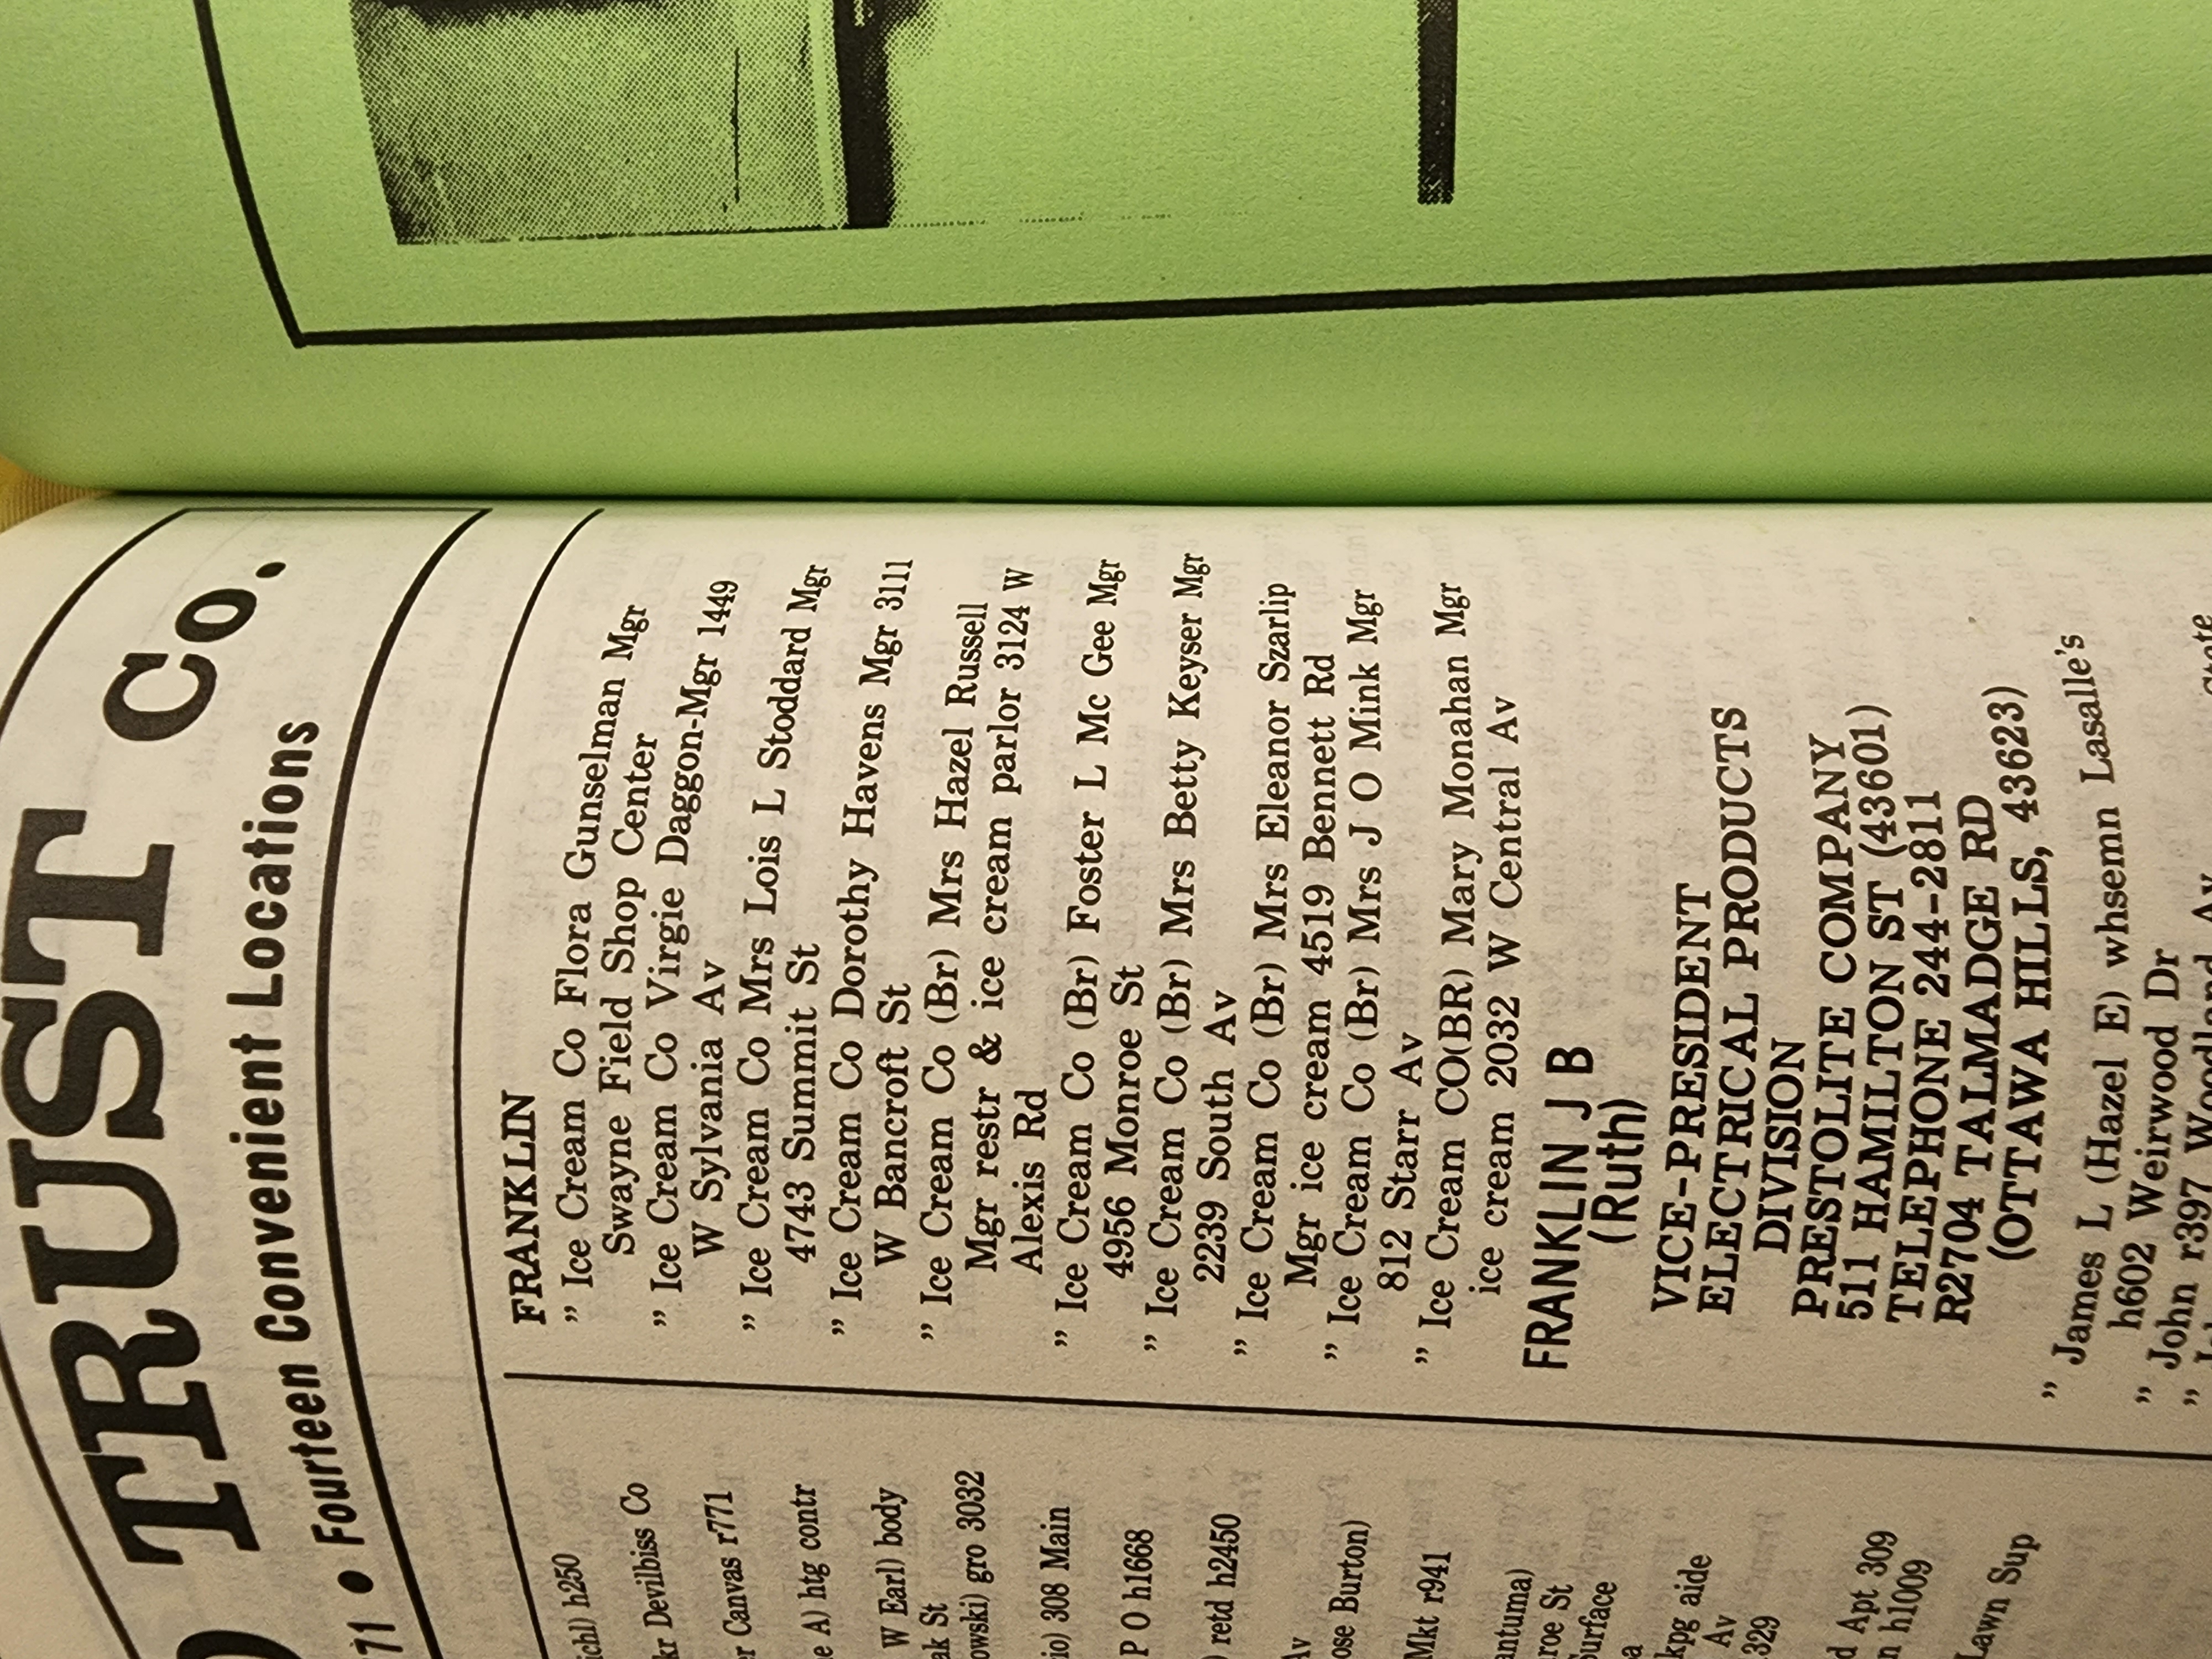 TRUST Co.
71 • Fourteen Convenient Locations
h250
Devilbiss Co
Canvas r771
A) htg contr
W Earl) body
St
gro 3032
308 Main
P O h1668
retd h2450
Av
Burton)
Mkt r941
St
Surface
aide
Av
Apt 309
h1009
Lawn Sup
FRANKLIN
" Ice Cream Co Flora Gunselman Mgr
Swayne Field Shop Center
" Ice Cream Co Virgie Daggon-Mgr 1449
W Sylvania Av
" Ice Cream Co Mrs Lois L Stoddard Mgr
4743 Summit St
" Ice Cream Co Dorothy Havens Mgr 3111
W Bancroft St
" Ice Cream Co (Br) Mrs Hazel Russell
Mgr restr & ice cream parlor 3124 W
Alexis Rd
" Ice Cream Co (Br) Foster L Mc Gee Mgr
4956 Monroe St
" Ice Cream Co (Br) Mrs Betty Keyser Mgr
2239 South Av
" Ice Cream Co (Br) Mrs Eleanor Szarlip
Mgr ice cream 4519 Bennett Rd
" Ice Cream Co (Br) Mrs J O Mink Mgr
812 Starr Av
" Ice Cream CO(BR) Mary Monahan Mgr
ice cream 2032 W Central Av
FRANKLIN J B
(Ruth)
VICE-PRESIDENT
ELECTRICAL PRODUCTS
DIVISION
PRESTOLITE COMPANY
511 HAMILTON ST (43601)
TELEPHONE 244-2811
R2704 TALMADGE RD
(OTTAWA HILLS, 43623)
" James L (Hazel E) whsemn Lasalle's
h602 Weirwood Dr
" John r397 Woodland Av